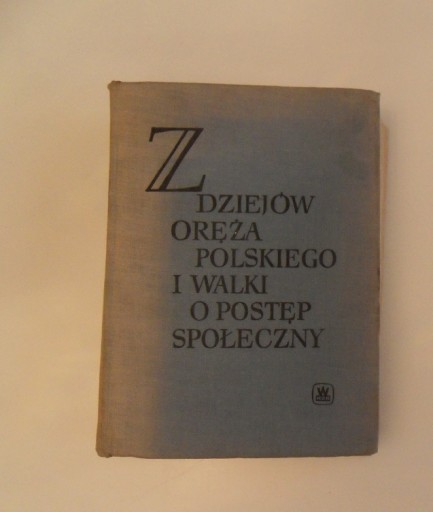 Z
DZIEJÓW
ORĘŻA
POLSKIEGO
I WALKI
O POSTĘP
SPOŁECZNY